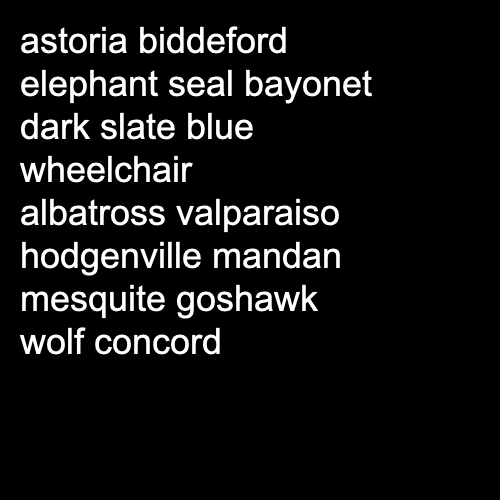 astoria biddeford
elephant seal bayonet
dark slate blue
wheelchair
albatross valparaiso
hodgenville mandan
mesquite goshawk
wolf concord